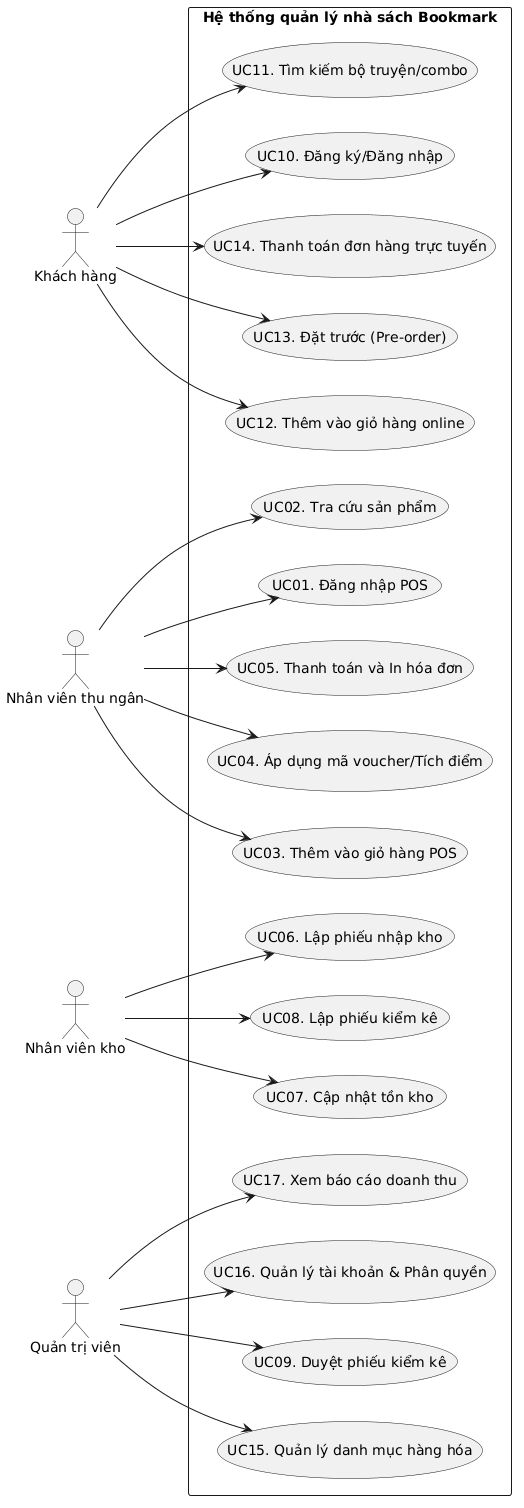 Hệ thống quản lý nhà sách Bookmark
UC11. Tìm kiếm bộ truyện/combo
UC10. Đăng ký/Đăng nhập
UC14. Thanh toán đơn hàng trực tuyến
Khách hàng
UC13. Đặt trước (Pre-order)
UC12. Thêm vào giỏ hàng online
UC02. Tra cứu sản phẩm
UC01. Đăng nhập POS
UC05. Thanh toán và In hóa đơn
Nhân viên thu ngân
UC04. Áp dụng mã voucher/Tích điểm
UC03. Thêm vào giỏ hàng POS
UC06. Lập phiếu nhập kho
UC08. Lập phiếu kiểm kê
Nhân viên kho
UC07. Cập nhật tồn kho
UC17. Xem báo cáo doanh thu
UC16. Quản lý tài khoản & Phân quyền
Quản trị viên
UC09. Duyệt phiếu kiểm kê
UC15. Quản lý danh mục hàng hóa